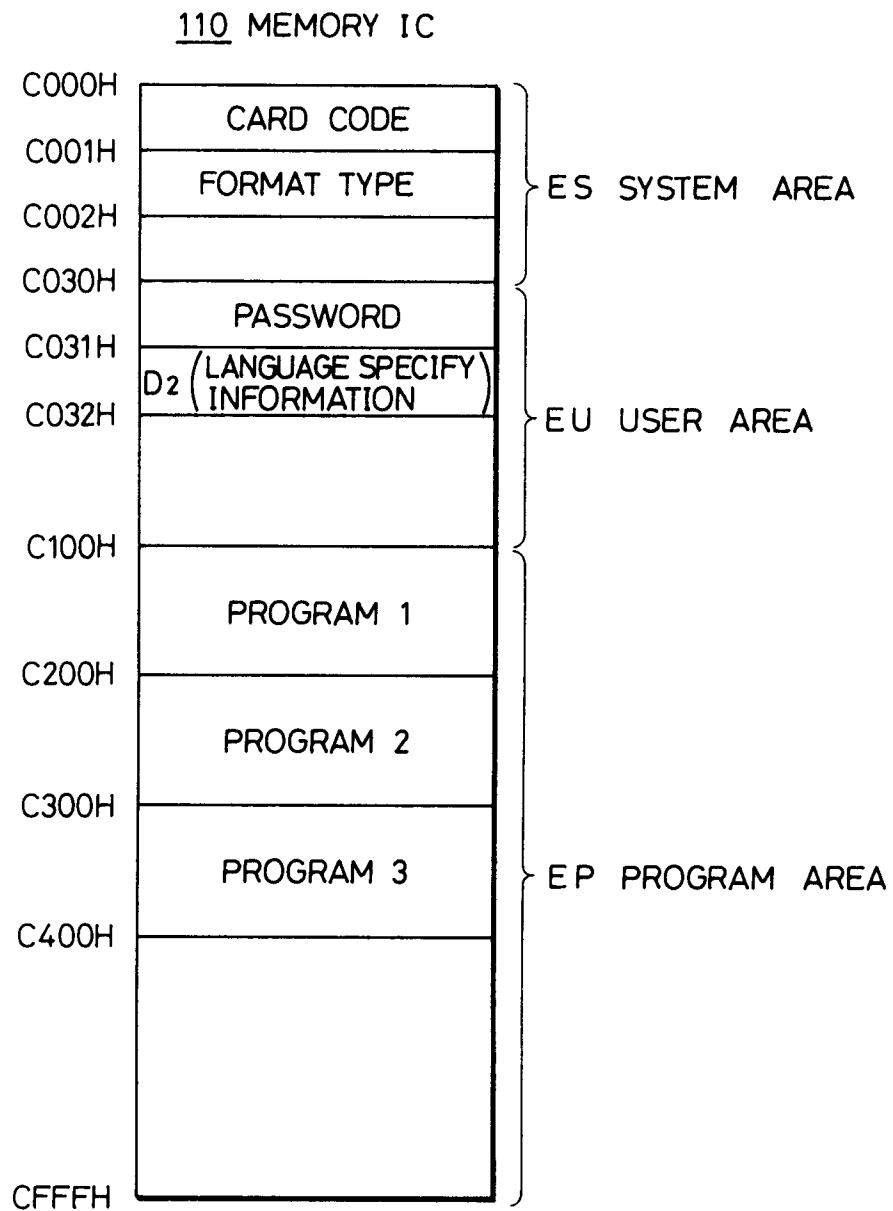 110 MEMORY IC
C000H
CARD CODE
C001H
FORMAT TYPE
ES SYSTEM AREA
C002H
C030H
PASSWORD
C031H
D2 (LANGUAGE SPECIFY
INFORMATION)
C032H
EU USER AREA
C100H
PROGRAM 1
C200H
PROGRAM 2
C300H
PROGRAM 3
EP PROGRAM AREA
C400H
CFFFH